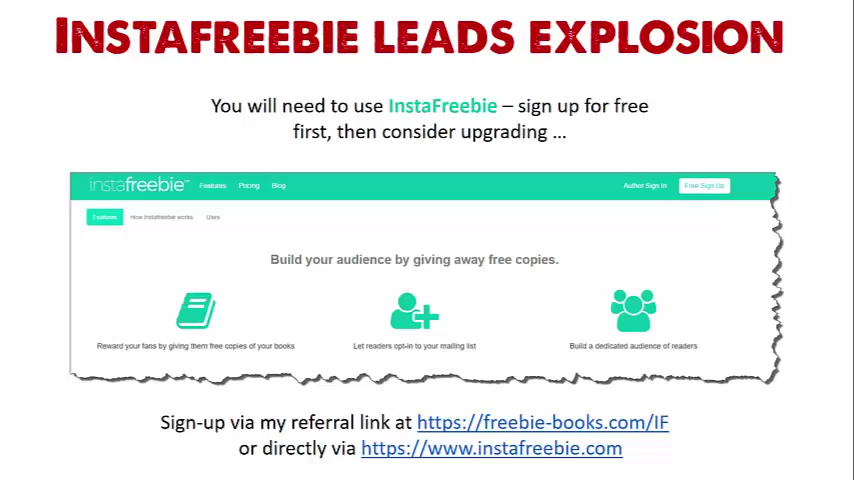 INSTAFREEBIE LEADS EXPLOSION
You will need to use InstaFreebie – sign up for free
first, then consider upgrading ...
instafreebie™ Features Pricing Blog Author Sign In Free Sign Up
Features How Instafreebie works Uses
Build your audience by giving away free copies.
Reward your fans by giving them free copies of your books Let readers opt-in to your mailing list Build a dedicated audience of readers
Sign-up via my referral link at https://freebie-books.com/IF
or directly via https://www.instafreebie.com